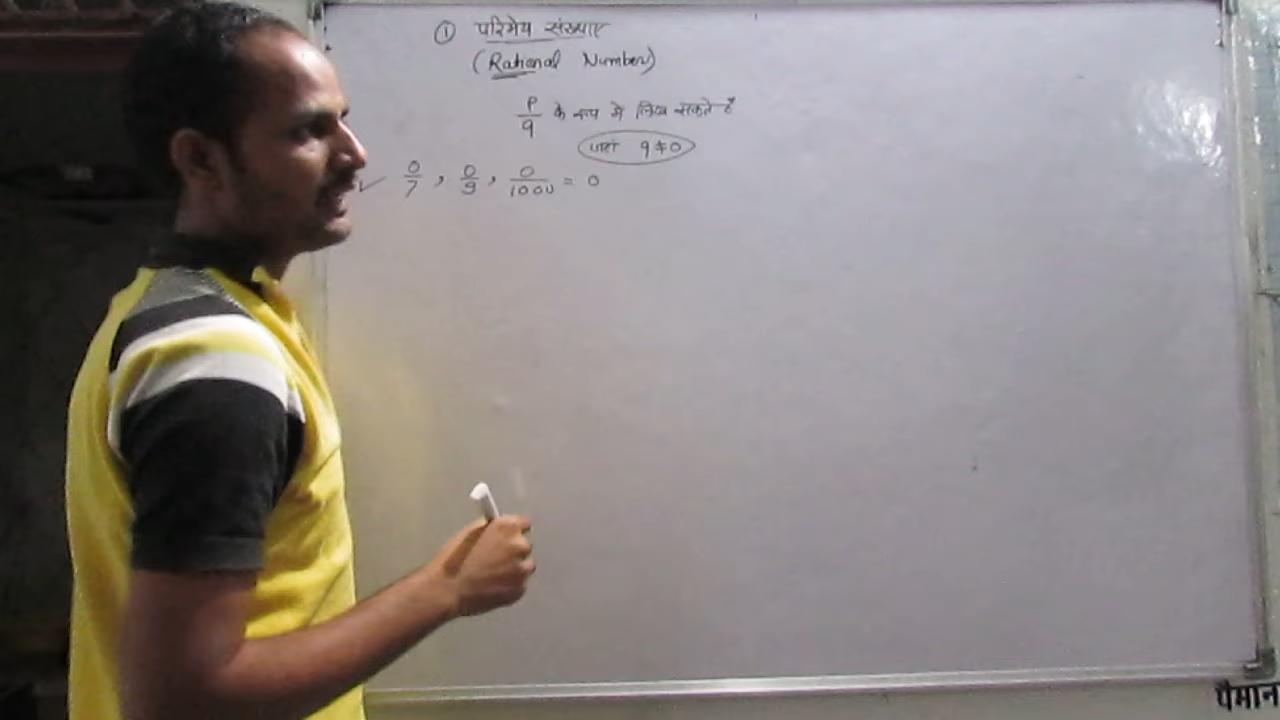 ① परिमेय संख्याए
(Rational Number)
p/q के रूप मे लिख सकते है
जहां q ≠ 0
✓ 0/7 , 0/9 , 0/1000 = 0
पैमान